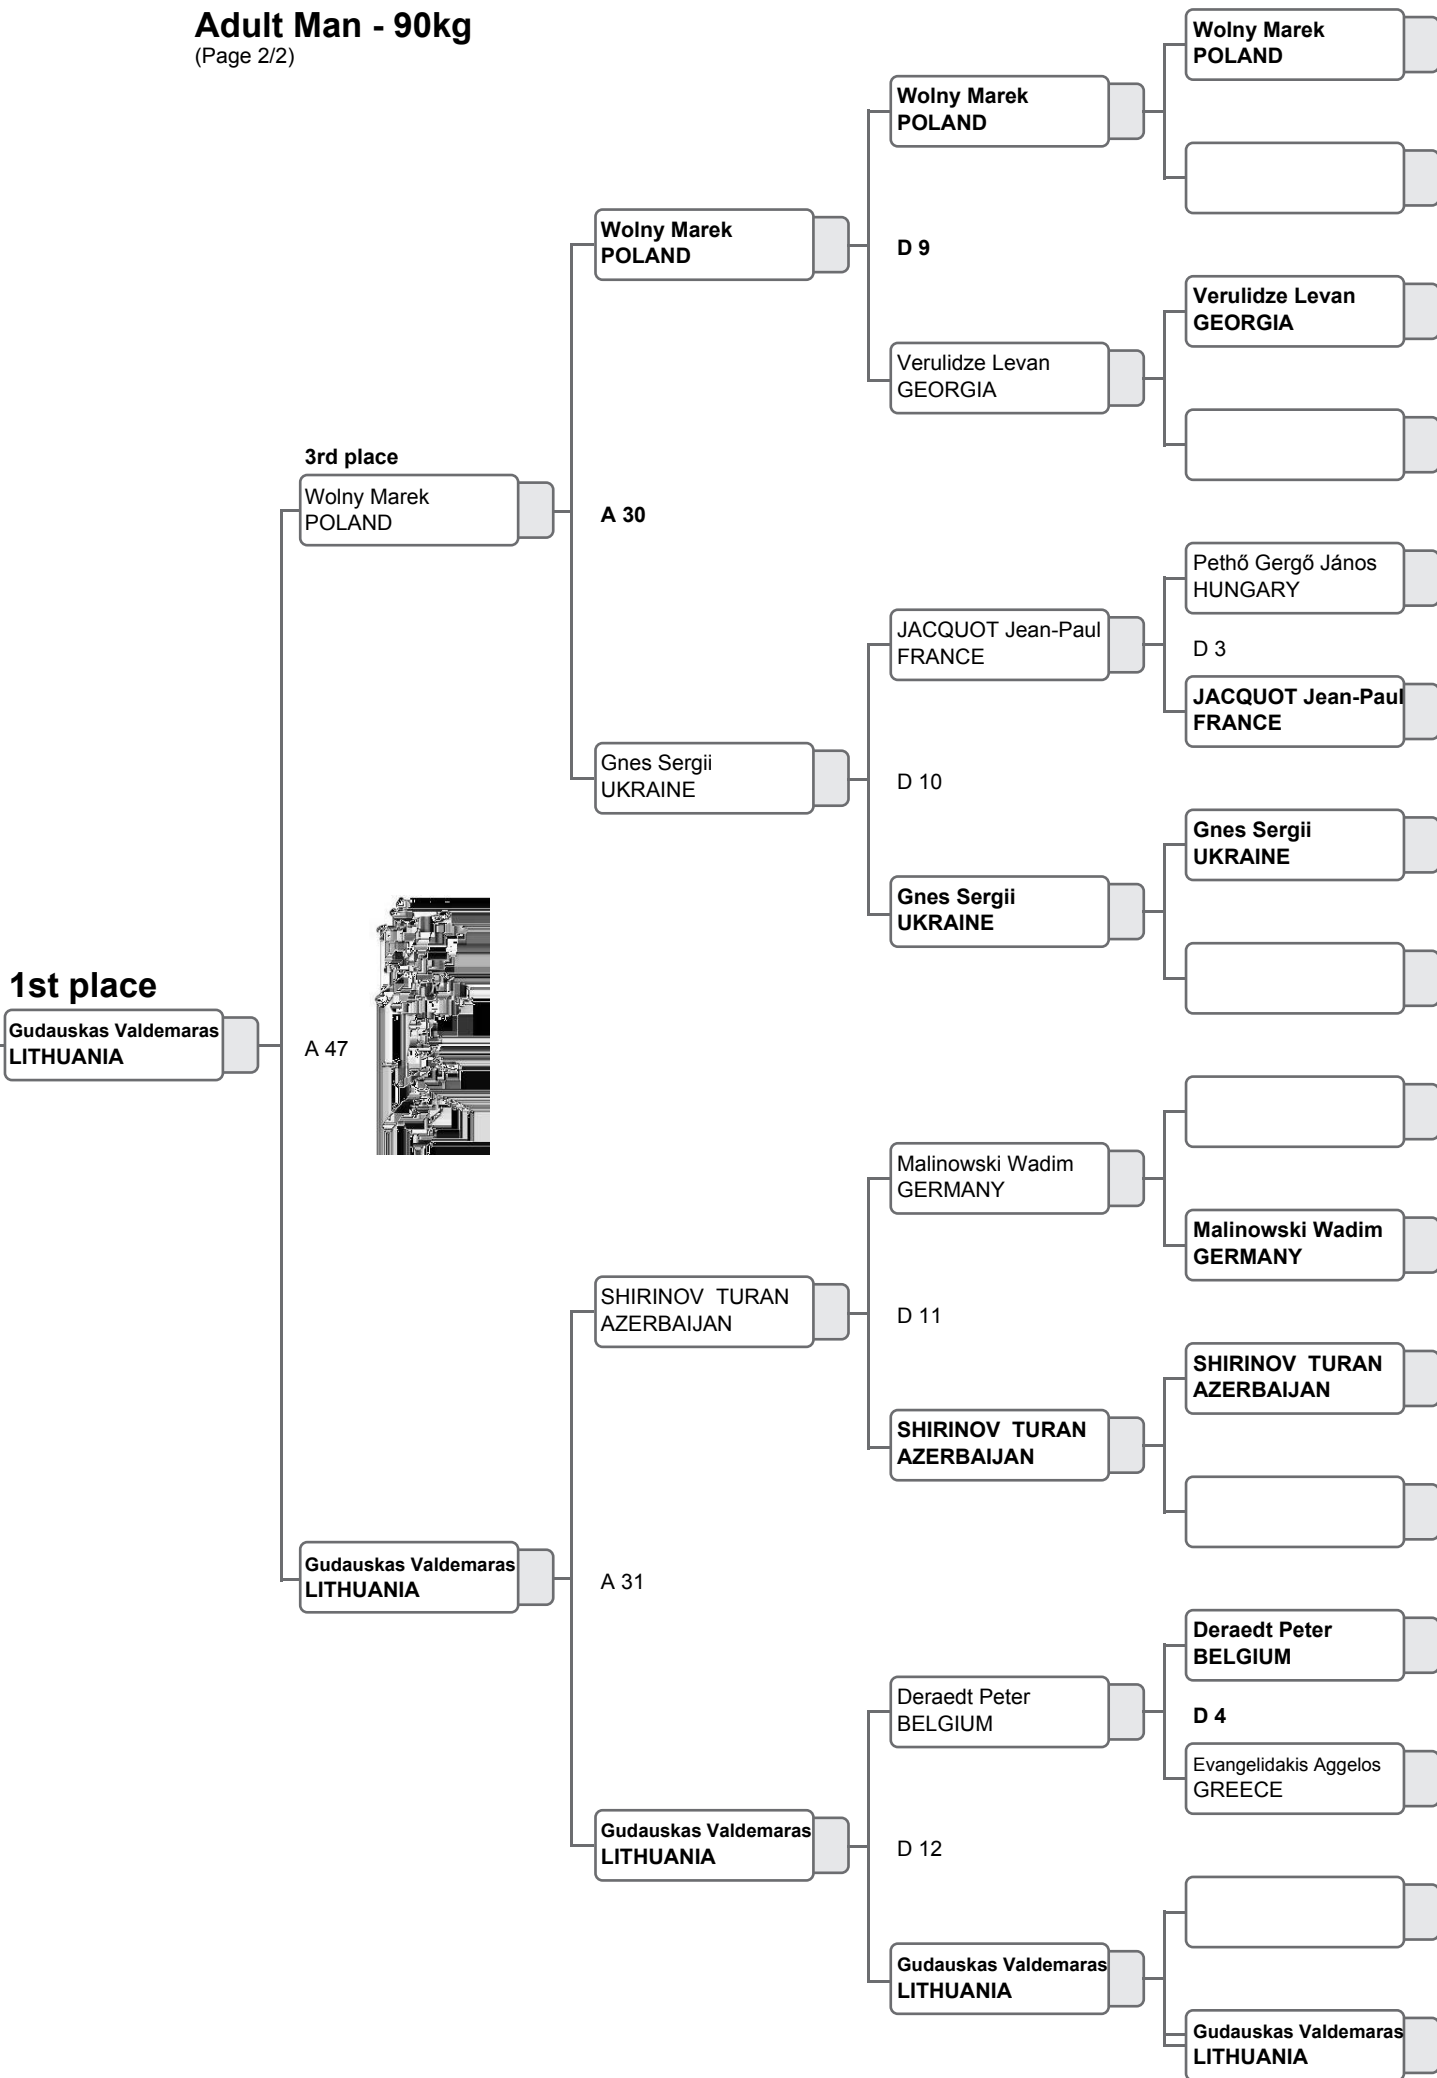 Adult Man - 90kg
(Page 2/2)
Wolny Marek
POLAND
Wolny Marek
POLAND
Wolny Marek
POLAND
D 9
Verulidze Levan
GEORGIA
Verulidze Levan
GEORGIA
3rd place
Wolny Marek
POLAND
A 30
Pethő Gergő János
HUNGARY
JACQUOT Jean-Paul
FRANCE
D 3
JACQUOT Jean-Paul
FRANCE
Gnes Sergii
UKRAINE
D 10
Gnes Sergii
UKRAINE
Gnes Sergii
UKRAINE
1st place
Gudauskas Valdemaras
LITHUANIA
A 47
Malinowski Wadim
GERMANY
Malinowski Wadim
GERMANY
SHIRINOV  TURAN
AZERBAIJAN
D 11
SHIRINOV  TURAN
AZERBAIJAN
SHIRINOV  TURAN
AZERBAIJAN
Gudauskas Valdemaras
LITHUANIA
A 31
Deraedt Peter
BELGIUM
Deraedt Peter
BELGIUM
D 4
Evangelidakis Aggelos
GREECE
Gudauskas Valdemaras
LITHUANIA
D 12
Gudauskas Valdemaras
LITHUANIA
Gudauskas Valdemaras
LITHUANIA